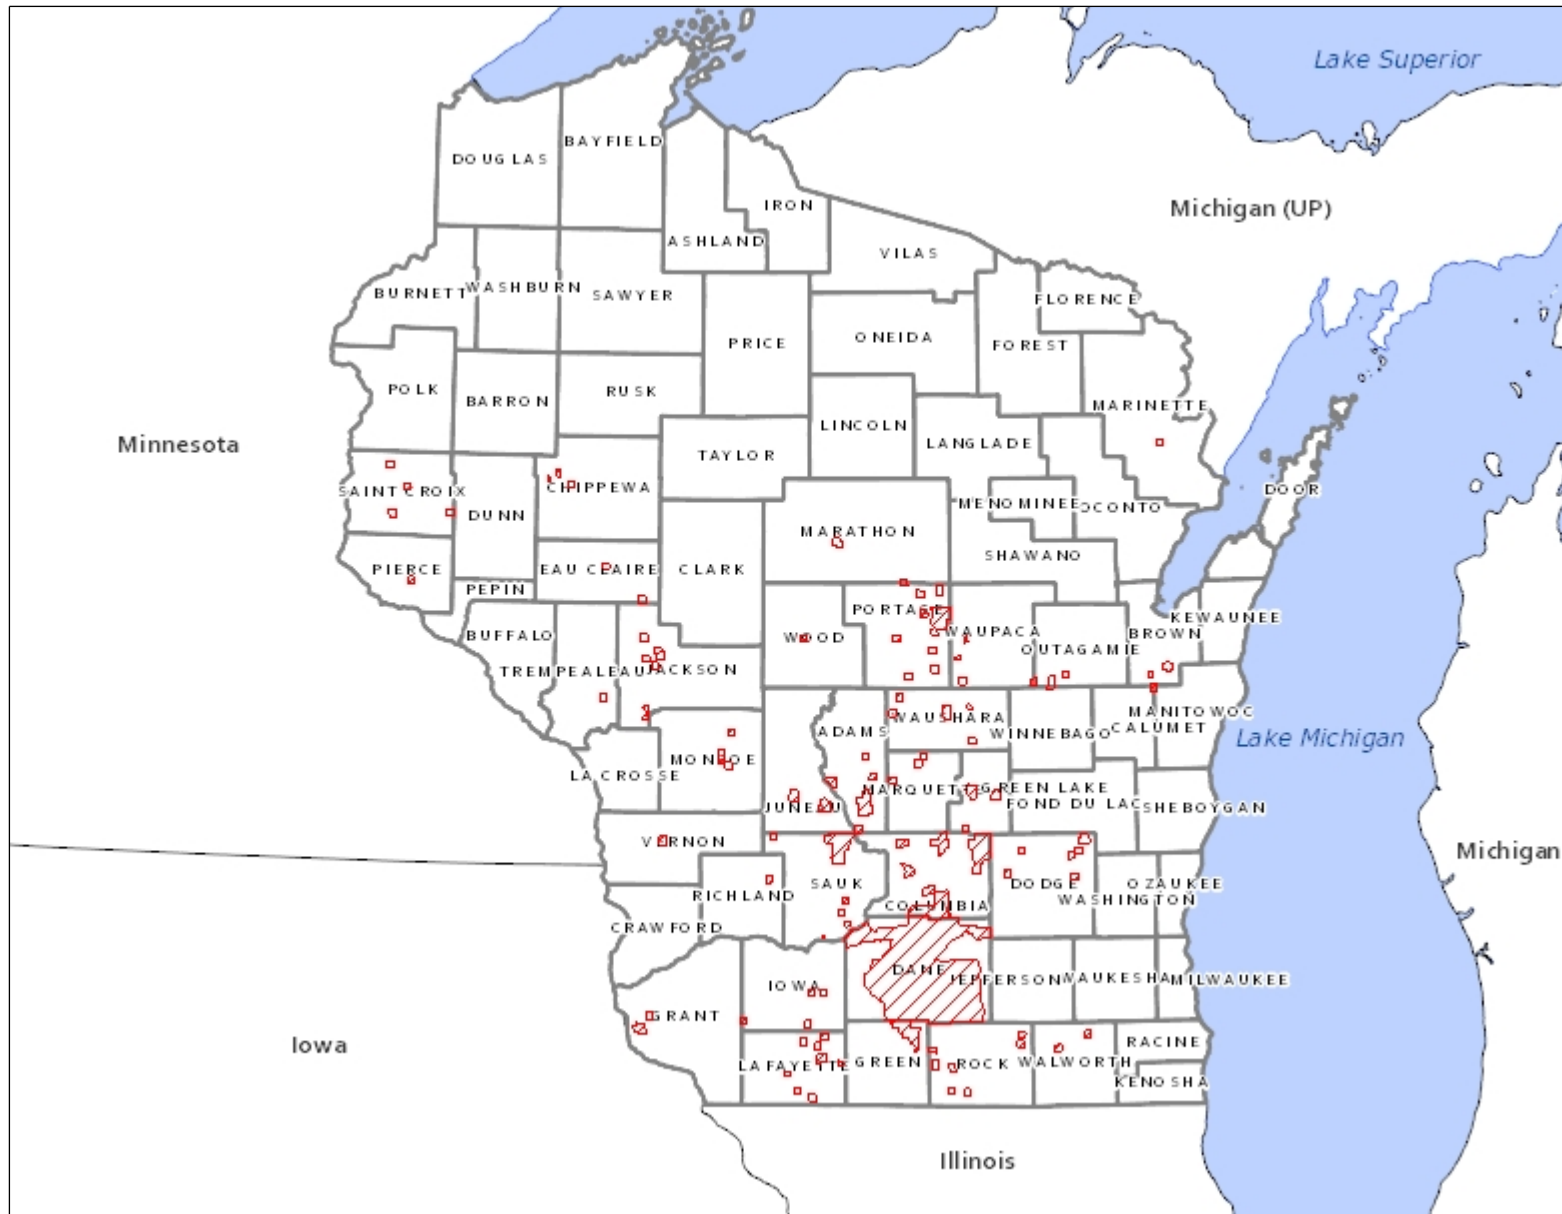 Lake Superior
BAYFIELD
DOUGLAS
IRON
Michigan (UP)
ASHLAND
VILAS
BURNETT
WASHBURN
SAWYER
FLORENCE
PRICE
ONEIDA
FOREST
POLK
BARRON
RUSK
MARINETTE
LINCOLN
Minnesota
LANGLADE
TAYLOR
SAINT CROIX
CHIPPEWA
DOOR
MENOMINEE
OCONTO
DUNN
MARATHON
SHAWANO
PIERCE
EAU CLAIRE
CLARK
PEPIN
PORTAGE
KEWAUNEE
BUFFALO
WOOD
WAUPACA
BROWN
OUTAGAMIE
TREMPEALEAU
JACKSON
MANITOWOC
WAUSHARA
CALUMET
ADAMS
WINNEBAGO
Lake Michigan
MONROE
LA CROSSE
MARQUETTE
GREEN LAKE
JUNEAU
FOND DU LAC
SHEBOYGAN
VERNON
Michigan
SAUK
DODGE
OZAUKEE
RICHLAND
WASHINGTON
COLUMBIA
CRAWFORD
DANE
IOWA
JEFFERSON
WAUKESHA
MILWAUKEE
GRANT
Iowa
RACINE
LAFAYETTE
GREEN
ROCK
WALWORTH
KENOSHA
Illinois